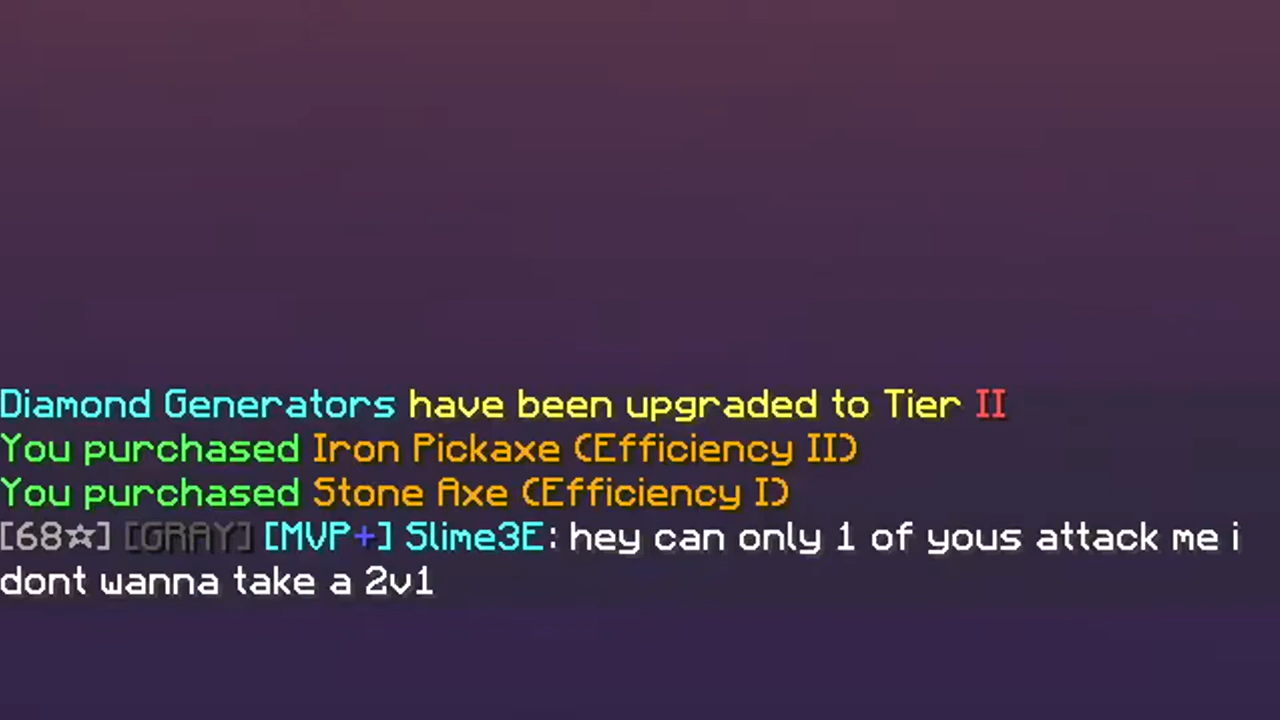 Diamond Generators have been upgraded to Tier II
You purchased Iron Pickaxe (Efficiency II)
You purchased Stone Axe (Efficiency I)
[68☆] [GRAY] [MVP+] Slime3E: hey can only 1 of yous attack me i
dont wanna take a 2v1